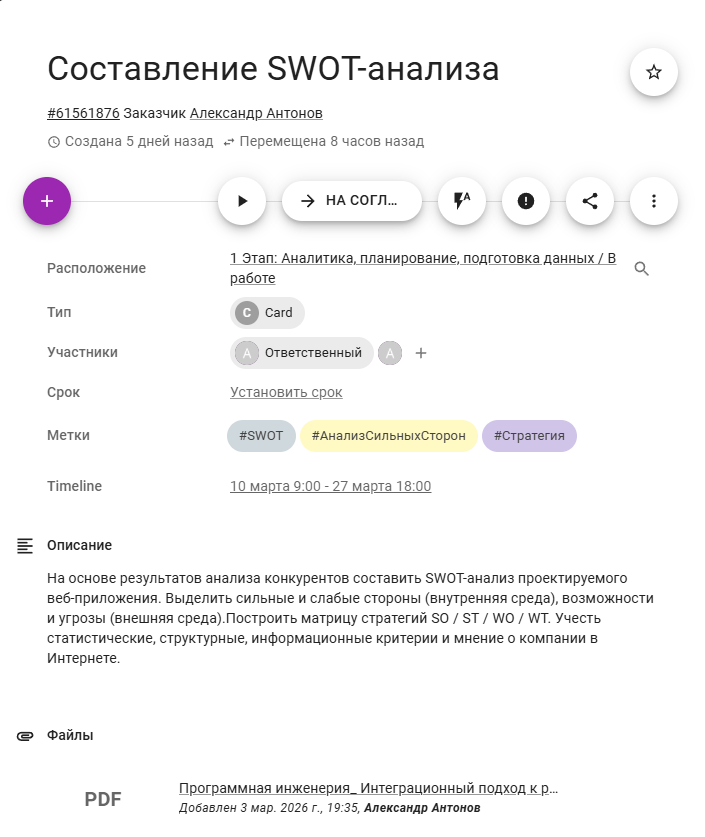 Составление SWOT-анализа
#61561876 Заказчик Александр Антонов
Создана 5 дней назад Перемещена 8 часов назад
НА СОГЛ...
Расположение
1 Этап: Аналитика, планирование, подготовка данных / В
работе
Тип
C Card
Участники
А Ответственный А
Срок
Установить срок
Метки
#SWOT #АнализСильныхСторон #Стратегия
Timeline
10 марта 9:00 - 27 марта 18:00
Описание
На основе результатов анализа конкурентов составить SWOT-анализ проектируемого
веб-приложения. Выделить сильные и слабые стороны (внутренняя среда), возможности
и угрозы (внешняя среда).Построить матрицу стратегий SO / ST / WO / WT. Учесть
статистические, структурные, информационные критерии и мнение о компании в
Интернете.
Файлы
PDF
Программная инженерия_ Интеграционный подход к р...
Добавлен 3 мар. 2026 г., 19:35, Александр Антонов